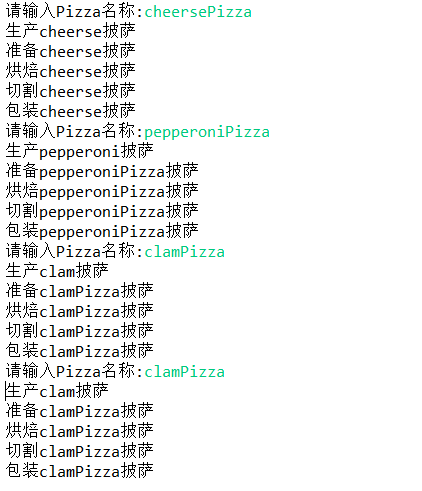 请输入Pizza名称:cheersePizza
生产cheerse披萨
准备cheerse披萨
烘焙cheerse披萨
切割cheerse披萨
包装cheerse披萨
请输入Pizza名称:pepperoniPizza
生产pepperoni披萨
准备pepperoniPizza披萨
烘焙pepperoniPizza披萨
切割pepperoniPizza披萨
包装pepperoniPizza披萨
请输入Pizza名称:clamPizza
生产clam披萨
准备clamPizza披萨
烘焙clamPizza披萨
切割clamPizza披萨
包装clamPizza披萨
请输入Pizza名称:clamPizza
生产clam披萨
准备clamPizza披萨
烘焙clamPizza披萨
切割clamPizza披萨
包装clamPizza披萨